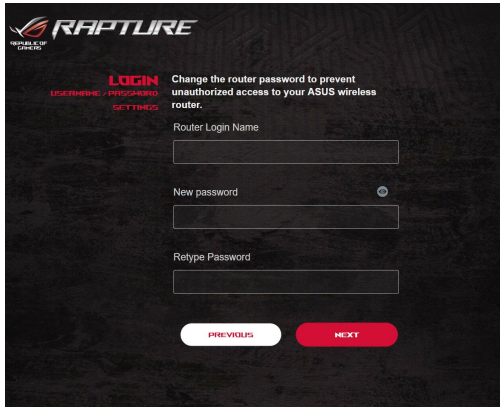 REPUBLIC OF
GAMERS
RAPTURE
LOGIN
USERNAME / PASSWORD
SETTINGS
Change the router password to prevent
unauthorized access to your ASUS wireless
router.
Router Login Name
New password
Retype Password
PREVIOUS
NEXT